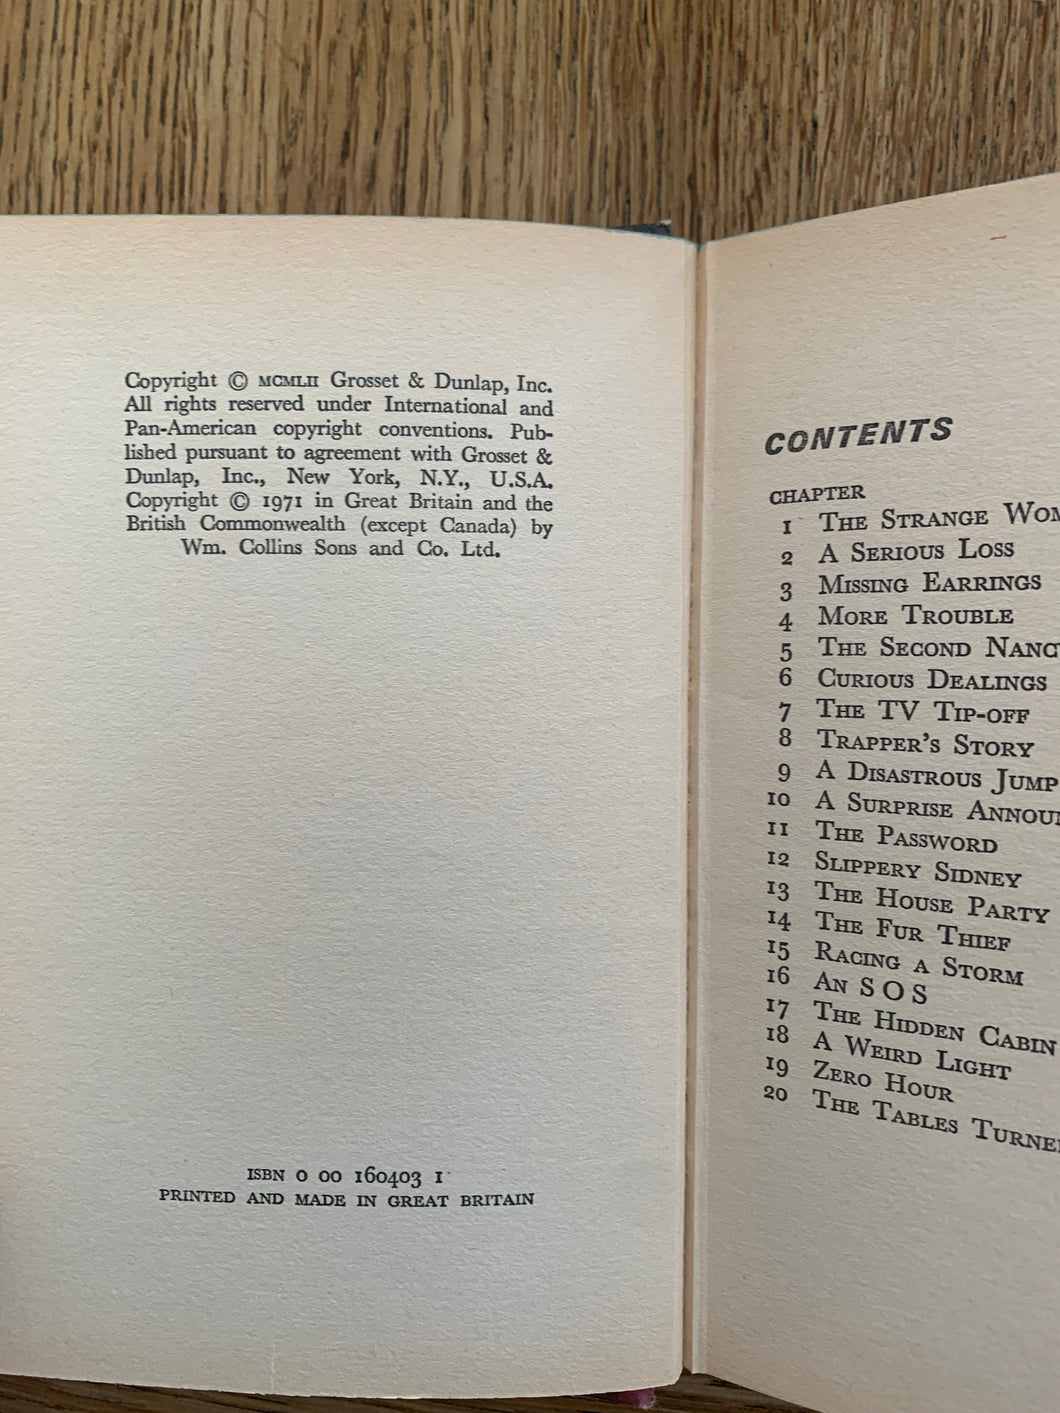 Copyright © MCMLII Grosset & Dunlap, Inc.
All rights reserved under International and
Pan-American copyright conventions. Pub-
lished pursuant to agreement with Grosset &
Dunlap, Inc., New York, N.Y., U.S.A.
Copyright © 1971 in Great Britain and the
British Commonwealth (except Canada) by
Wm. Collins Sons and Co. Ltd.
ISBN 0 00 160403 1
PRINTED AND MADE IN GREAT BRITAIN
CONTENTS
CHAPTER
1 THE STRANGE
2 A SERIOUS LOSS
3 MISSING EARRINGS
4 MORE TROUBLE
5 THE SECOND
6 CURIOUS DEALINGS
7 THE TV TIP-OFF
8 TRAPPER'S STORY
9 A DISASTROUS JUMP
10 A SURPRISE
11 THE PASSWORD
12 SLIPPERY SIDNEY
13 THE HOUSE PARTY
14 THE FUR THIEF
15 RACING A STORM
16 AN S O S
17 THE HIDDEN CABIN
18 A WEIRD LIGHT
19 ZERO HOUR
20 THE TABLES